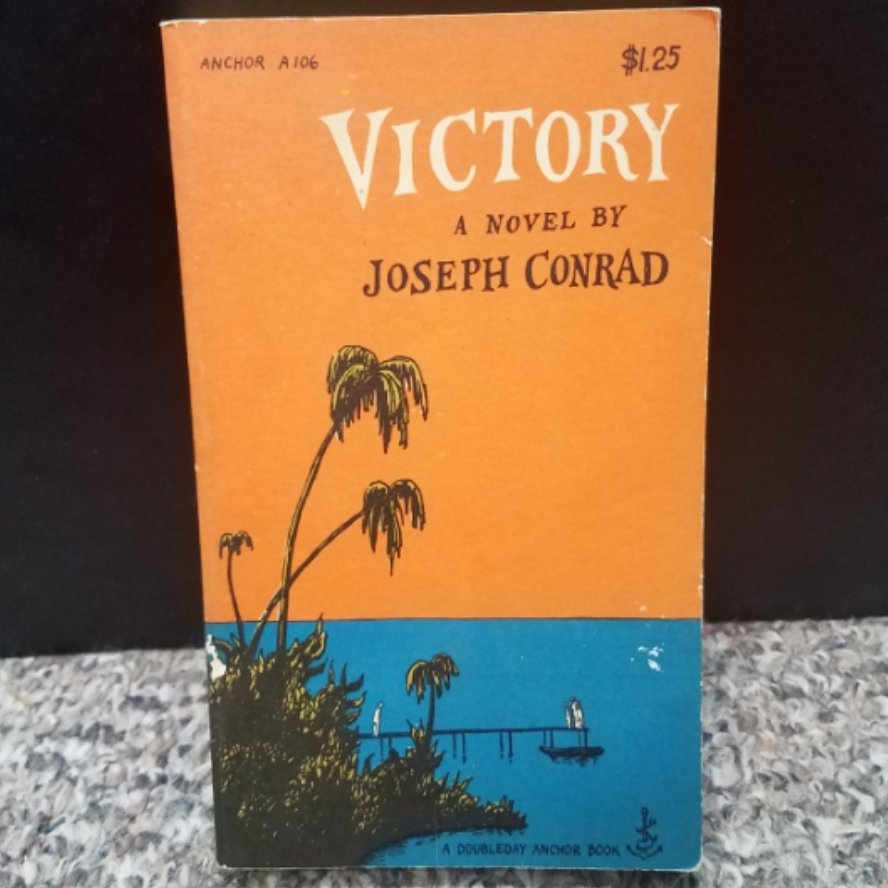 ANCHOR A106
$1.25
VICTORY
A NOVEL BY
JOSEPH CONRAD
A DOUBLEDAY ANCHOR BOOK